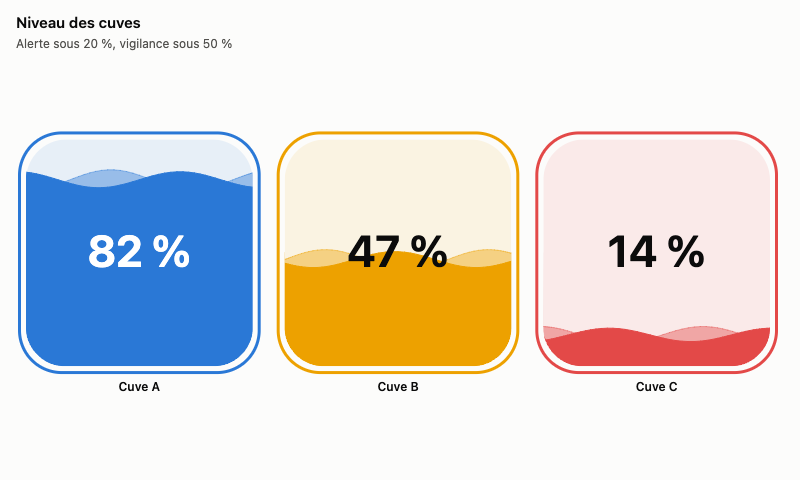 Niveau des cuves
Alerte sous 20 %, vigilance sous 50 %
82 %
47 %
14 %
Cuve A
Cuve B
Cuve C